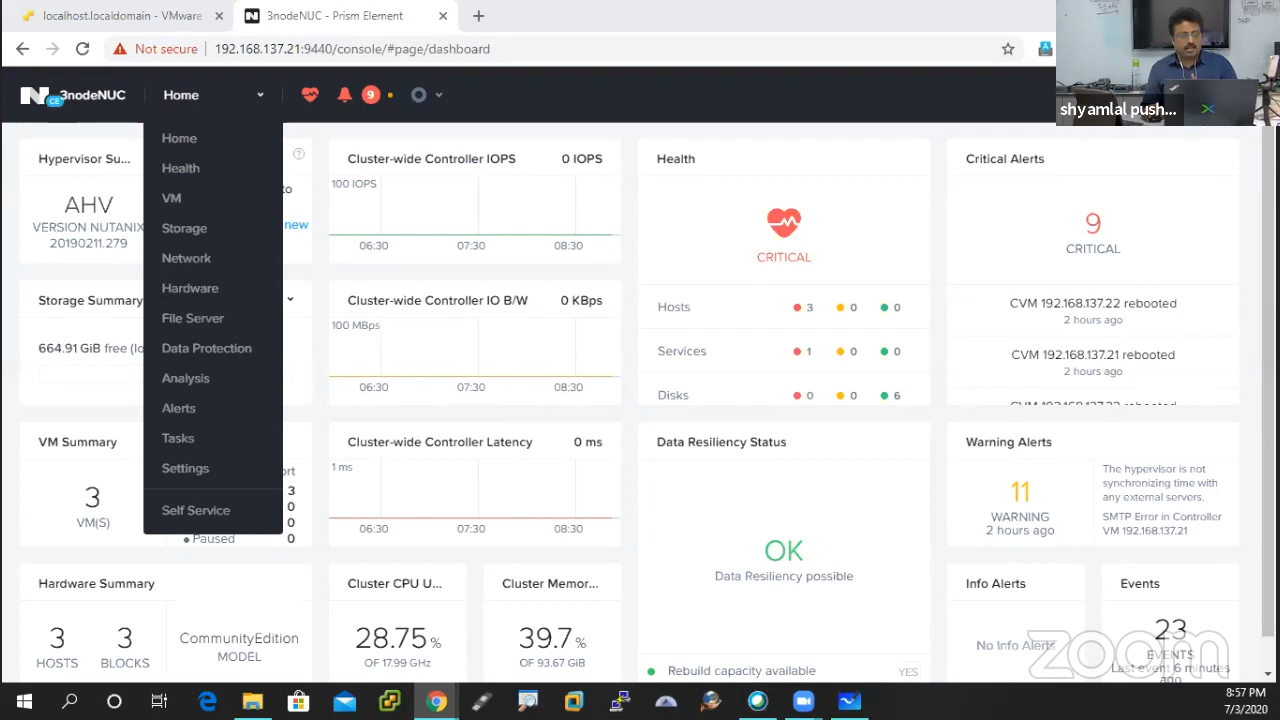 localhost.localdomain - VMware
3nodeNUC - Prism Element
Not secure
192.168.137.21:9440/console/#page/dashboard
shyamlal push...
N CE 3nodeNUC
Home
9
Home
Health
VM
Storage
Network
Hardware
File Server
Data Protection
Analysis
Alerts
Tasks
Settings
Self Service
Hypervisor Su...
to
new
AHV
VERSION NUTANIX
20190211.279
Storage Summary
664.91 GiB free (lo
VM Summary
3
VM(S)
ort
3
0
0
Paused 0
Hardware Summary
3
HOSTS
3
BLOCKS
CommunityEdition
MODEL
Cluster-wide Controller IOPS 0 IOPS
100 IOPS
06:30 07:30 08:30
Cluster-wide Controller IO B/W 0 KBps
100 MBps
06:30 07:30 08:30
Cluster-wide Controller Latency 0 ms
1 ms
06:30 07:30 08:30
Cluster CPU U...
28.75 %
OF 17.99 GHz
Cluster Memor...
39.7 %
OF 93.67 GiB
Health
CRITICAL
Hosts 3 0 0
Services 1 0 0
Disks 0 0 6
Data Resiliency Status
OK
Data Resiliency possible
Rebuild capacity available YES
Critical Alerts
9
CRITICAL
CVM 192.168.137.22 rebooted
2 hours ago
CVM 192.168.137.21 rebooted
2 hours ago
Warning Alerts
11
WARNING
2 hours ago
The hypervisor is not
synchronizing time with
any external servers.
SMTP Error in Controller
VM 192.168.137.21
Info Alerts
No Info Alerts
Events
23
EVENTS
Last event 6 minutes
ago
zoom
8:57 PM
7/3/2020